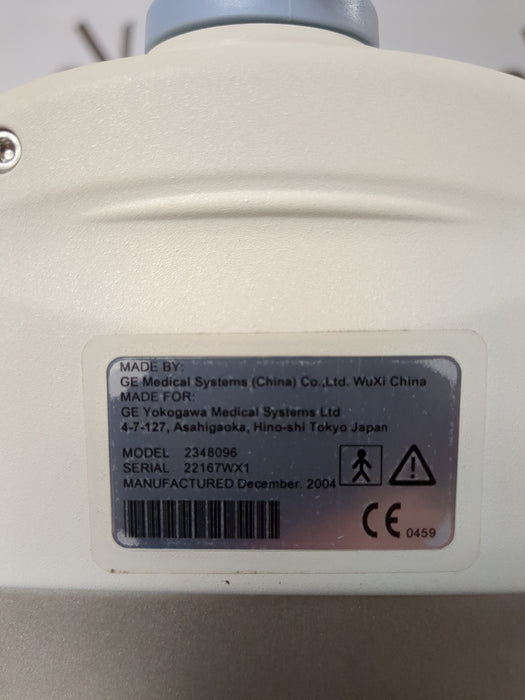 MADE BY:
GE Medical Systems (China) Co.,Ltd. WuXi China
MADE FOR:
GE Yokogawa Medical Systems Ltd
4-7-127, Asahigaoka, Hino-shi Tokyo Japan
MODEL 2348096
SERIAL 22167WX1
MANUFACTURED December. 2004
CE 0459